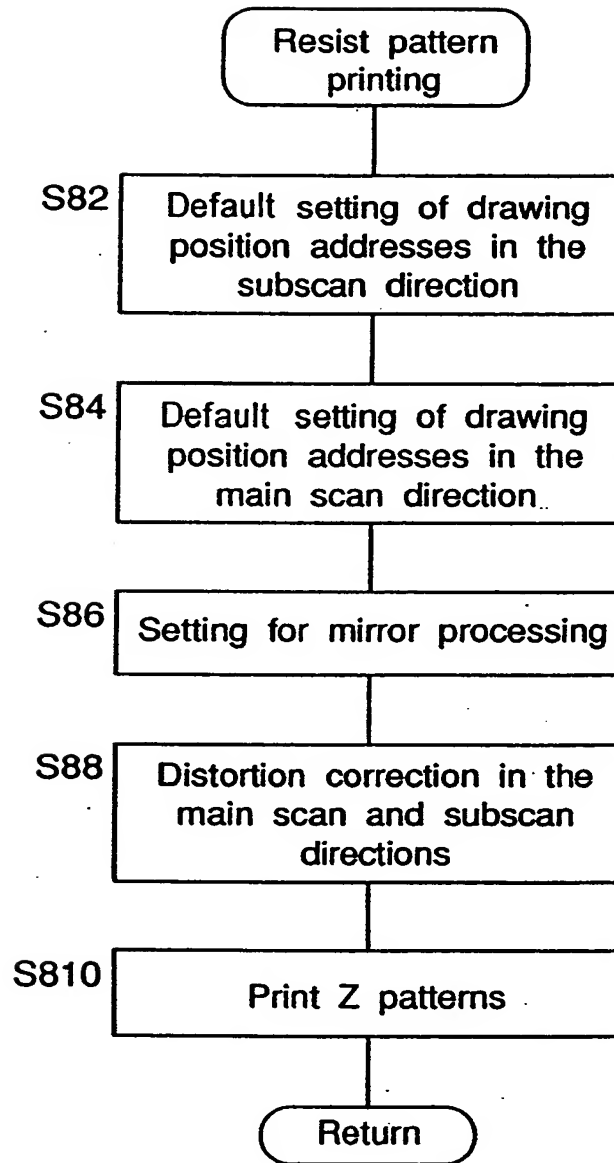 Resist pattern
printing
S82
Default setting of drawing
position addresses in the
subscan direction
S84
Default setting of drawing
position addresses in the
main scan direction
S86
Setting for mirror processing
S88
Distortion correction in the
main scan and subscan
directions
S810
Print Z patterns
Return